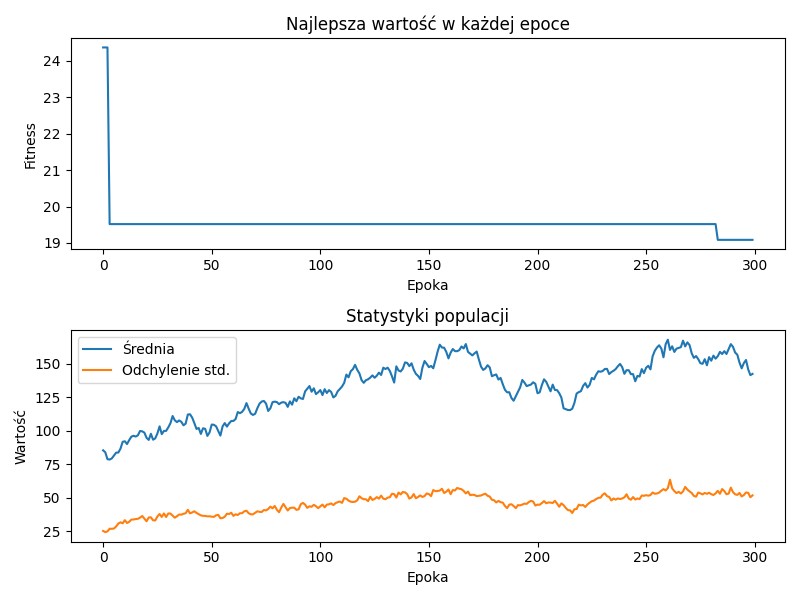 Najlepsza wartość w każdej epoce
24
23
22
21
20
19
Fitness
0 50 100 150 200 250 300
Epoka
Statystyki populacji
Średnia
Odchylenie std.
150
125
100
75
50
25
Wartość
0 50 100 150 200 250 300
Epoka